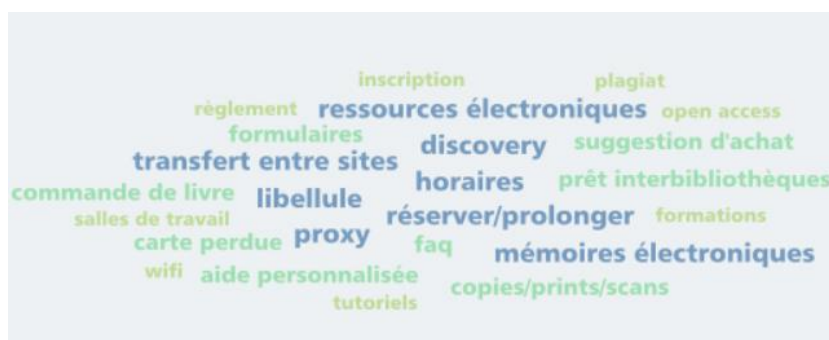 inscription plagiat
règlement ressources électroniques open access
formulaires discovery suggestion d'achat
transfert entre sites
horaires prêt interbibliothèques
commande de livre libellule
salles de travail réserver/prolonger formations
carte perdue proxy faq mémoires électroniques
wifi aide personnalisée copies/prints/scans
tutoriels